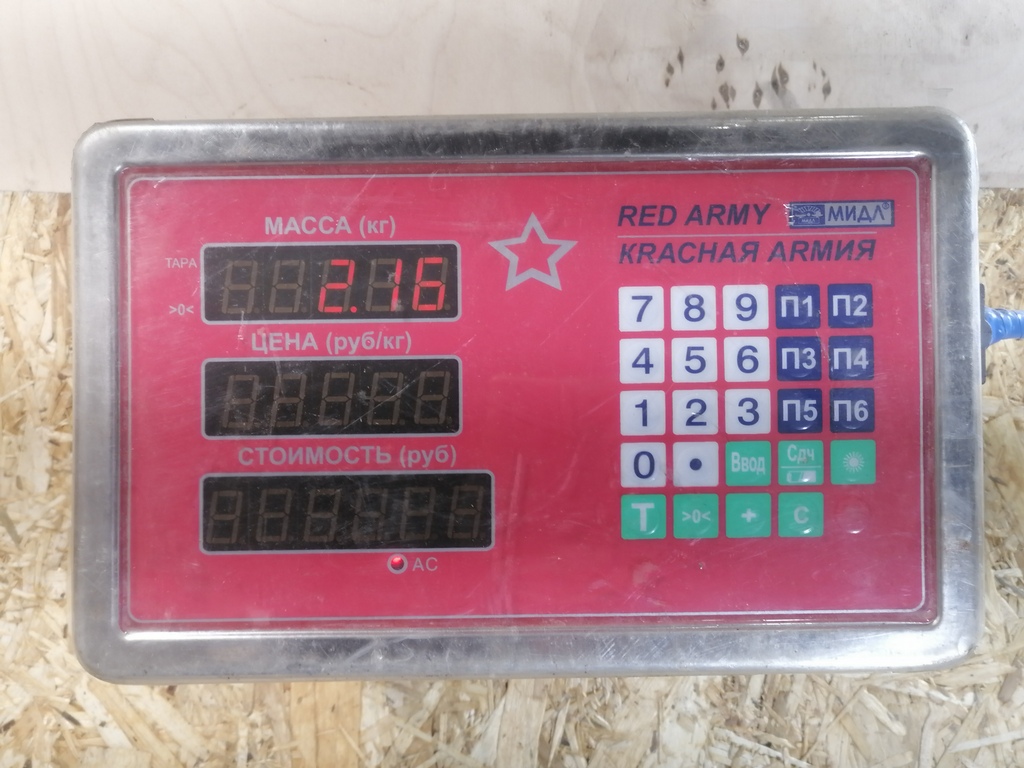 МАССА (кг)
RED ARMY МИДЛ®
КRАСНАЯ АRМИЯ
ТАРА
2.16
>0<
7 8 9 П1 П2
ЦЕНА (руб/кг)
4 5 6 П3 П4
1 2 3 П5 П6
СТОИМОСТЬ (руб)
0 • Ввод Сдч
T >0< + C
AC